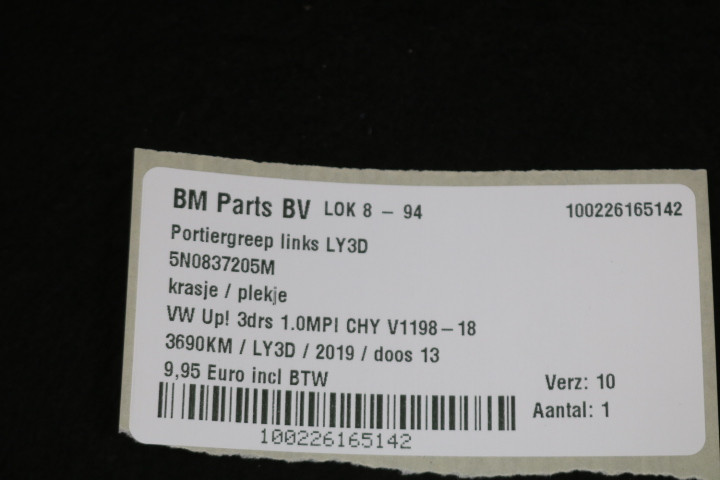 BM Parts BV LOK 8 - 94 100226165142
Portiergreep links LY3D
5N0837205M
krasje / plekje
VW Up! 3drs 1.0MPI CHY V1198-18
3690KM / LY3D / 2019 / doos 13
9,95 Euro incl BTW Verz: 10
Aantal: 1
100226165142